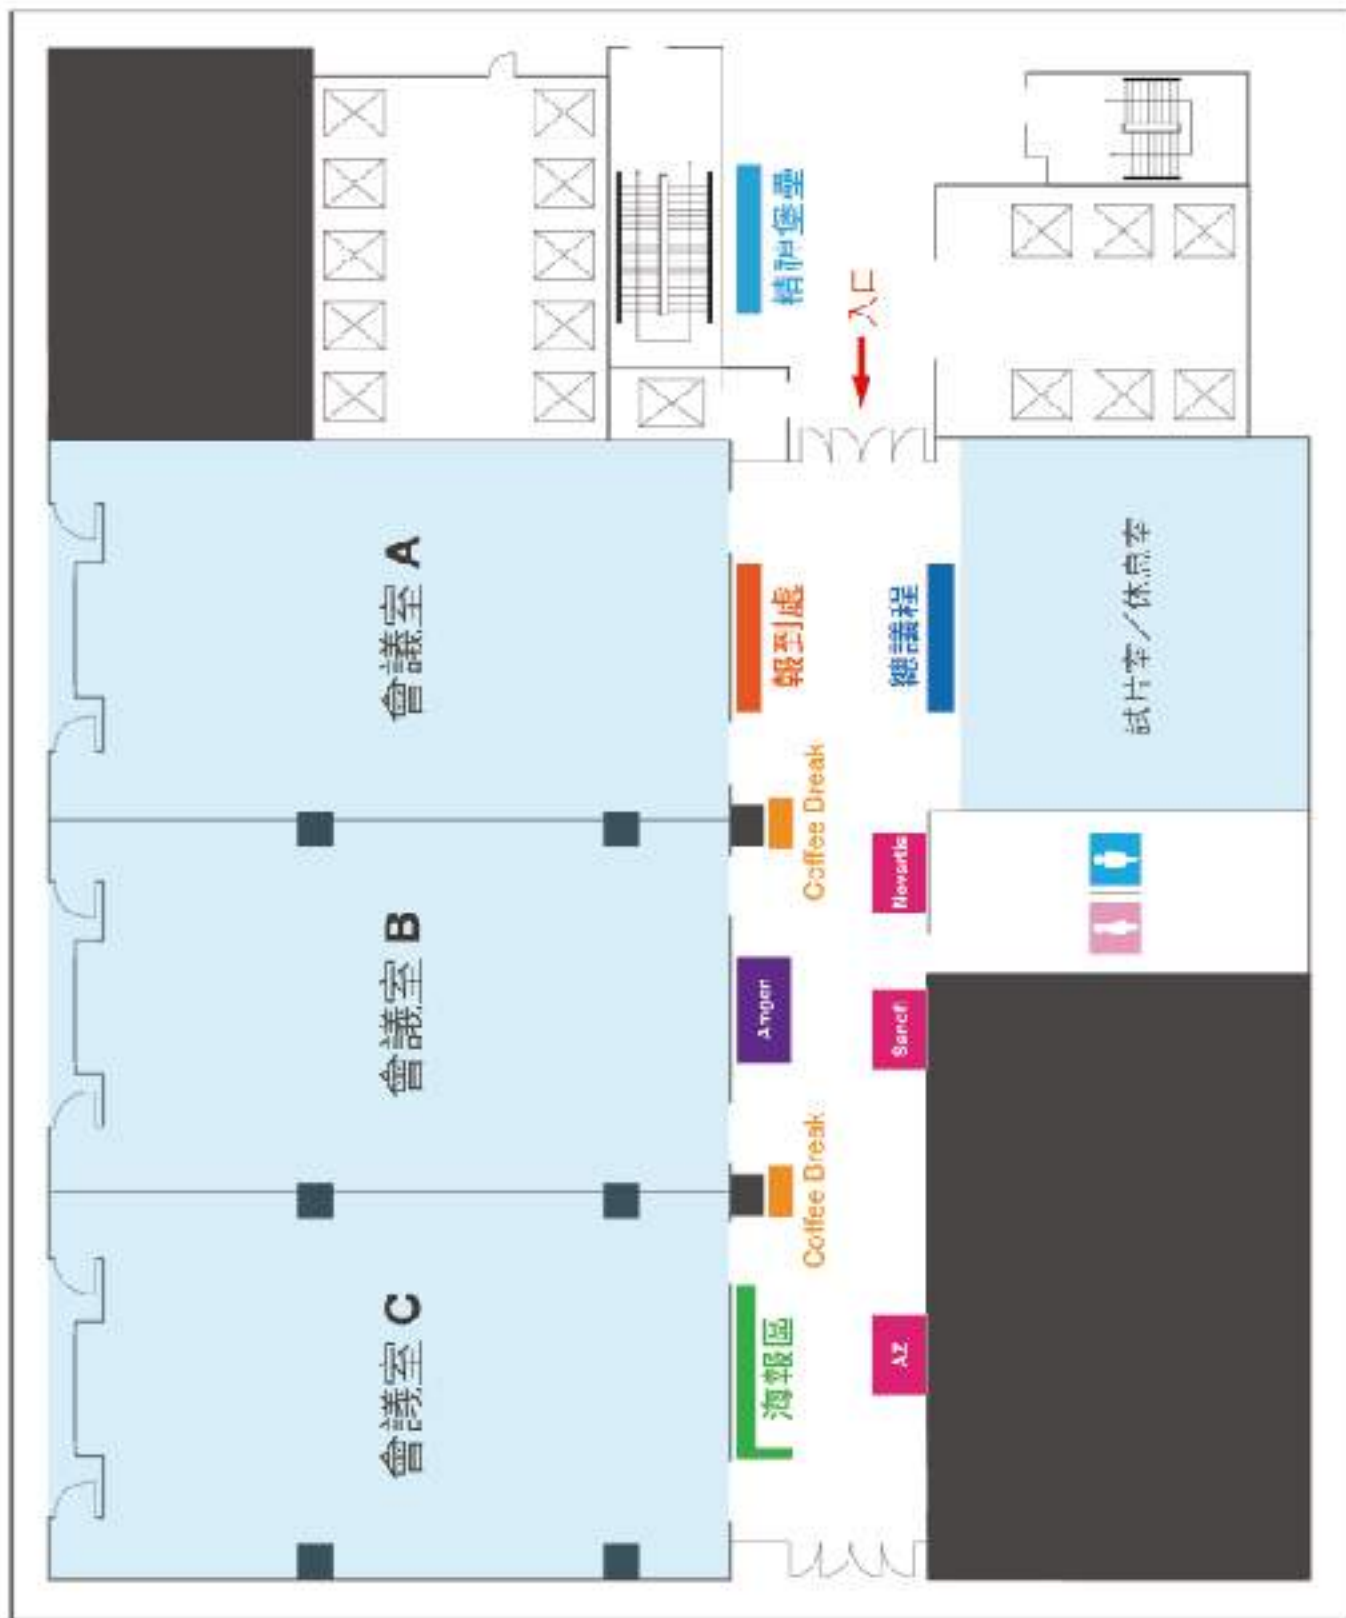 精神堡壘
入口
會議室 A
報到處
總議程
試片室／休息室
Coffee Break
Novartis
會議室 B
Amgen
Sanofi
Coffee Break
會議室 C
海報區
AZ